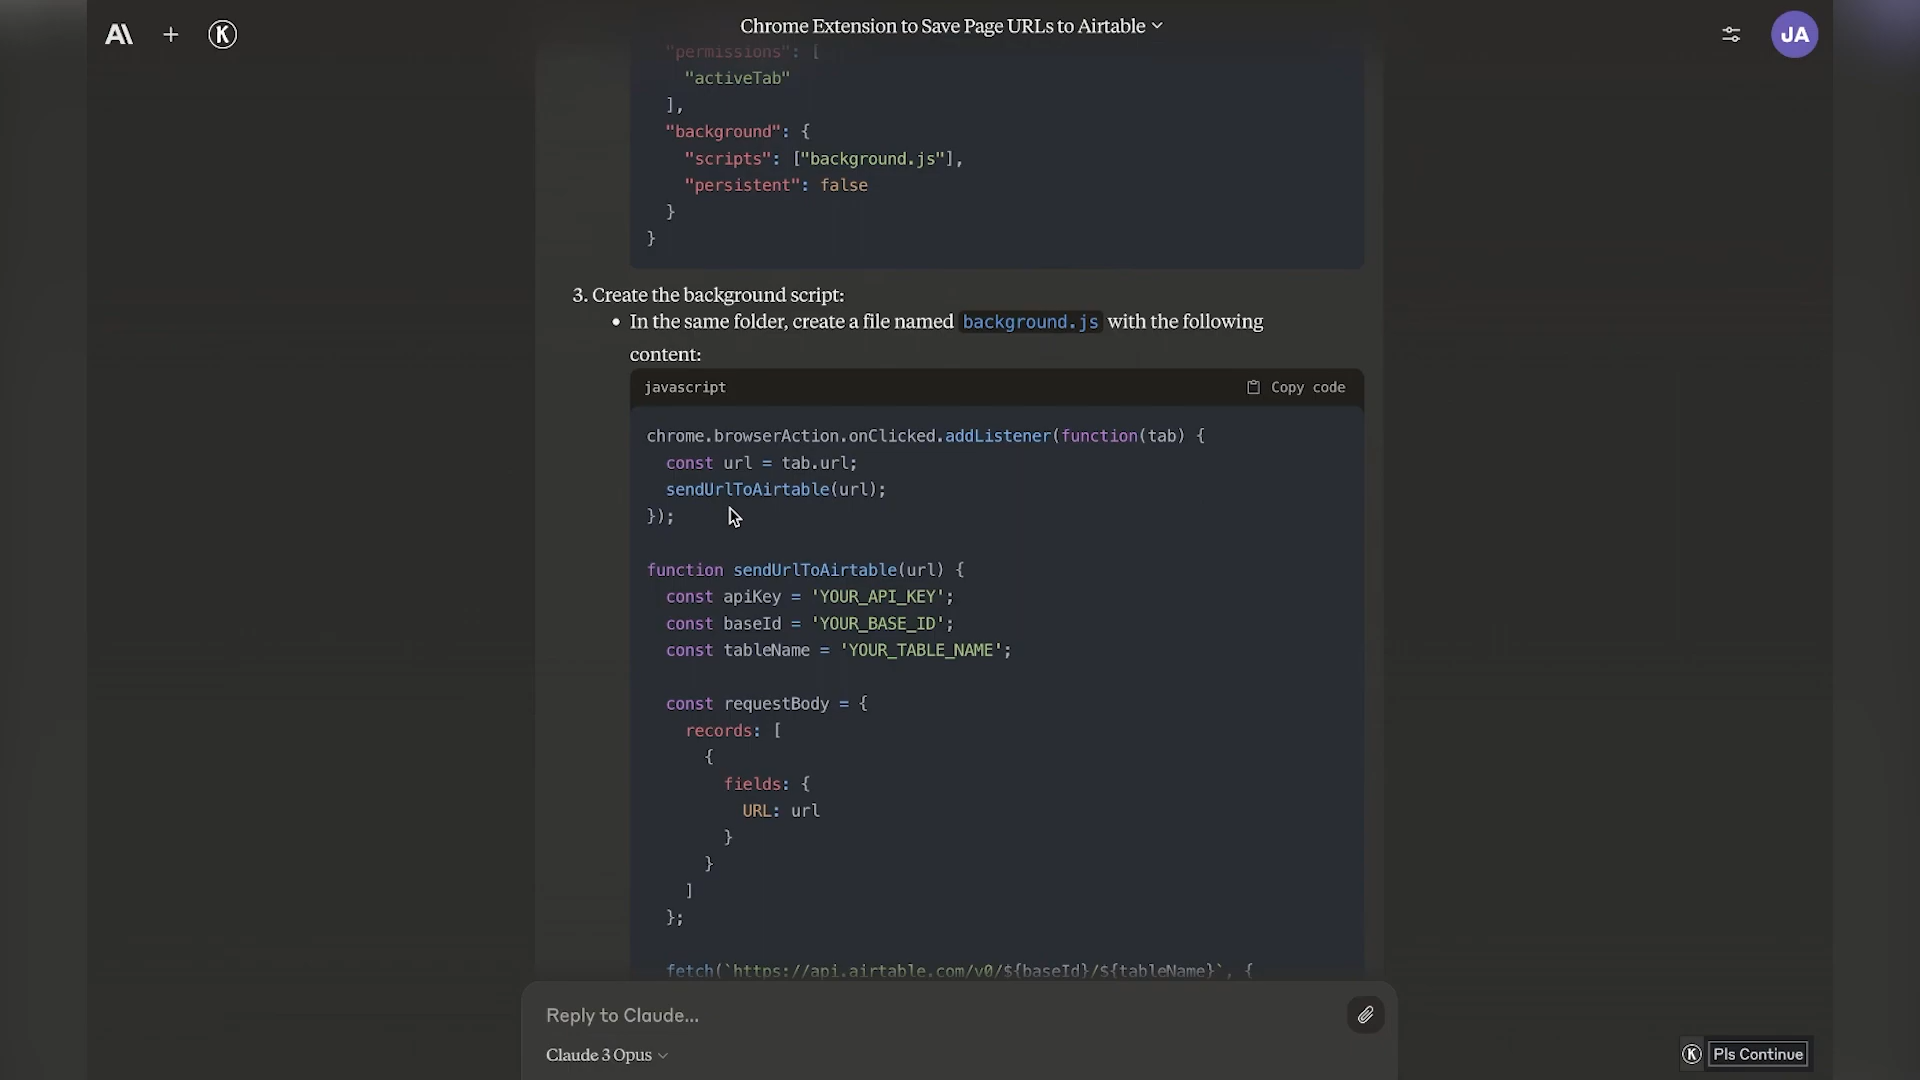 Chrome Extension to Save Page URLs to Airtable
K
JA
"permissions": [
"activeTab"
],
"background": {
"scripts": ["background.js"],
"persistent": false
}
}
3. Create the background script:
• In the same folder, create a file named background.js with the following
content:
javascript
Copy code
chrome.browserAction.onClicked.addListener(function(tab) {
const url = tab.url;
sendUrlToAirtable(url);
});
function sendUrlToAirtable(url) {
const apiKey = 'YOUR_API_KEY';
const baseId = 'YOUR_BASE_ID';
const tableName = 'YOUR_TABLE_NAME';
const requestBody = {
records: [
{
fields: {
URL: url
}
}
]
};
fetch(`https://api.airtable.com/v0/${baseId}/${tableName}`, {
Reply to Claude...
Claude 3 Opus
K Pls Continue